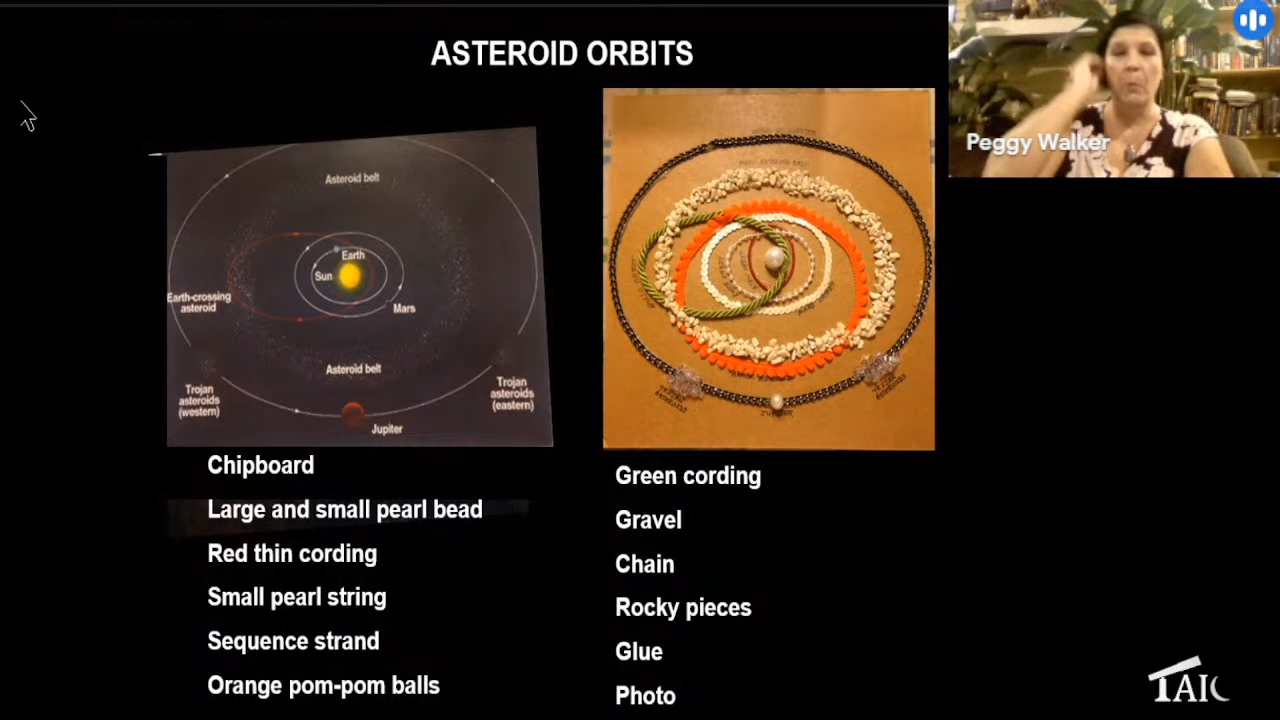 ASTEROID ORBITS
Peggy Walker
Asteroid belt
Earth
Sun
Earth-crossing
asteroid
Mars
Asteroid belt
Trojan
asteroids
(western)
Trojan
asteroids
(eastern)
Jupiter
JUPITER
Chipboard
Large and small pearl bead
Red thin cording
Small pearl string
Sequence strand
Orange pom-pom balls
Green cording
Gravel
Chain
Rocky pieces
Glue
Photo
TAIC